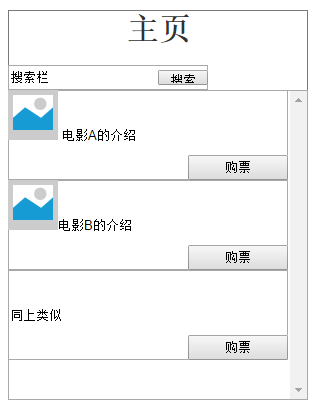 主页
搜索栏 搜索
电影A的介绍
购票
电影B的介绍
购票
同上类似
购票